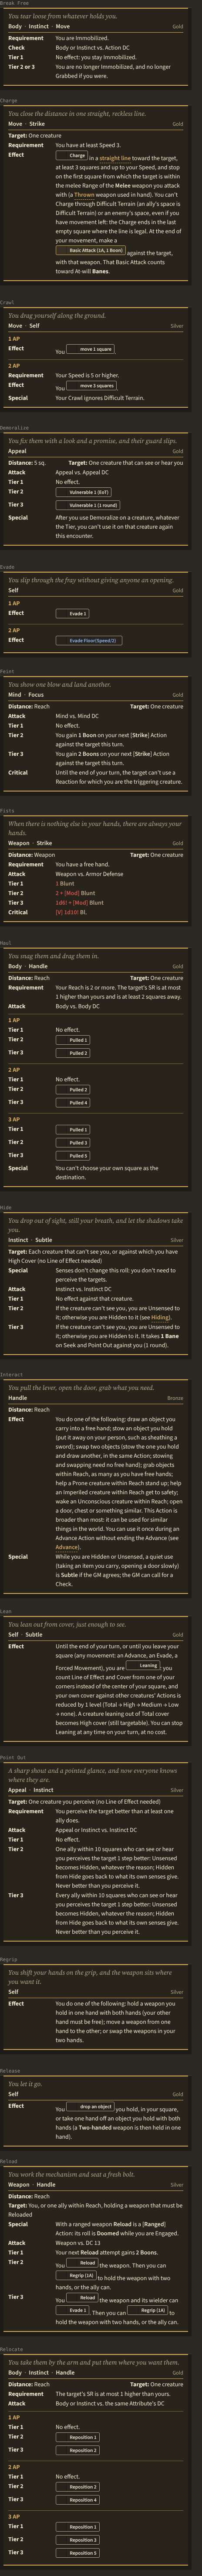 Break Free
You tear loose from whatever holds you.
Body · Instinct · Move Gold
Requirement You are Immobilized.
Check Body or Instinct vs. Action DC
Tier 1 No effect: you stay Immobilized.
Tier 2 or 3 You are no longer Immobilized, and no longer
Grabbed if you were.
Charge
You close the distance in one straight, reckless line.
Move · Strike Gold
Target: One creature
Requirement You have at least Speed 3.
Effect Charge in a straight line toward the target,
at least 3 squares and up to your Speed, ending
on the first square from which the target is within
the melee Range of the Melee weapon you attack
with (a Thrown weapon used in hand). You can't
Charge through Difficult Terrain (an ally's space is
Difficult Terrain) or an enemy's space, even if you
have movement left; the Charge ends in the last
empty square where the line is legal. At the end of
your movement, make a
Basic Attack (1A, 1 Boon) against the target,
with that weapon. That Basic Attack counts
toward At-will Banes.
Crawl
You drag yourself along the ground.
Move · Self Silver
1 AP
Effect You move 1 square.
2 AP
Requirement Your Speed is 5 or higher.
Effect You move 3 squares.
Special Your Crawl ignores Difficult Terrain.
Demoralize
You fix them with a look and a promise, and their guard slips.
Appeal Gold
Distance: 5 sq. Target: One creature that can see or hear you
Attack Appeal vs. Appeal DC
Tier 1 No effect.
Tier 2 Vulnerable 1 (EoT)
Tier 3 Vulnerable 1 (1 round)
Special After you use Demoralize on a creature, whatever
the Tier, you can't use it on that creature again
this encounter.
Evade
You slip through the fray without giving anyone an opening.
Self Gold
1 AP
Effect Evade 1
2 AP
Effect Evade Floor(Speed/2)
Feint
You show one blow and land another.
Mind · Focus Gold
Distance: Reach Target: One creature
Attack Mind vs. Mind DC
Tier 1 No effect.
Tier 2 You gain 1 Boon on your next [Strike] Action
against the target this turn.
Tier 3 You gain 2 Boons on your next [Strike] Action
against the target this turn.
Critical Until the end of your turn, the target can't use a
Reaction for which you are the triggering creature.
Fists
When there is nothing else in your hands, there are always your
hands.
Weapon · Strike Gold
Distance: Weapon Target: One creature
Requirement You have a free hand.
Attack Weapon vs. Armor Defense
Tier 1 1 Blunt
Tier 2 2 + [Mod] Blunt
Tier 3 1d6! + [Mod] Blunt
Critical [V] 1d10! BL
Haul
You snag them and drag them in.
Body · Handle Gold
Distance: Reach Target: One creature
Requirement Your Reach is 2 or more. The target's SR is at most
1 higher than yours and is at least 2 squares away.
Attack Body vs. Body DC
1 AP
Tier 1 No effect.
Tier 2 Pulled 1
Tier 3 Pulled 2
2 AP
Tier 1 No effect.
Tier 2 Pulled 2
Tier 3 Pulled 4
3 AP
Tier 1 Pulled 1
Tier 2 Pulled 3
Tier 3 Pulled 5
Special You can't choose your own square as the
destination.
Hide
You drop out of sight, still your breath, and let the shadows take
you.
Instinct · Subtle Silver
Target: Each creature that can't see you, or against which you have
High Cover (no Line of Effect needed)
Special Senses don't change this roll: you don't need to
perceive the targets.
Attack Instinct vs. Instinct DC
Tier 1 No effect against that creature.
Tier 2 If the creature can't see you, you are Unsensed to
it; otherwise you are Hidden to it (see Hiding).
Tier 3 If the creature can't see you, you are Unsensed to
it; otherwise you are Hidden to it. It takes 1 Bane
on Seek and Point Out against you (1 round).
Interact
You pull the lever, open the door, grab what you need.
Handle Bronze
Distance: Reach
Effect You do one of the following: draw an object you
carry into a free hand; stow an object you hold
(put it away on your person, such as sheathing a
sword); swap two objects (stow the one you hold
and draw another, in the same Action; stowing
and swapping need no free hand); grab objects
within Reach, as many as you have free hands;
help a Prone creature within Reach stand up; help
an Imperiled creature within Reach get to safety;
wake an Unconscious creature within Reach; open
a door, chest or something similar. This Action is
broader than most: it can be used for similar
things in the world. You can use it once during an
Advance Action without ending the Advance (see
Advance).
Special While you are Hidden or Unsensed, a quiet use
(taking an item you carry, opening a door slowly)
is Subtle if the GM agrees; the GM can call for a
Check.
Lean
You lean out from cover, just enough to see.
Self · Subtle Gold
Effect Until the end of your turn, or until you leave your
square (any movement: an Advance, an Evade, a
Forced Movement), you are Leaning: you
count Line of Effect and Cover from one of your
corners instead of the center of your square, and
your own cover against other creatures' Actions is
reduced by 1 level (Total → High → Medium → Low
→ none). A creature leaning out of Total cover
becomes High cover (still targetable). You can stop
Leaning at any time on your turn, at no cost.
Point Out
A sharp shout and a pointed glance, and now everyone knows
where they are.
Appeal · Instinct Silver
Target: One creature you perceive (no Line of Effect needed)
Requirement You perceive the target better than at least one
ally does.
Attack Appeal or Instinct vs. Instinct DC
Tier 1 No effect.
Tier 2 One ally within 10 squares who can see or hear
you perceives the target 1 step better: Unsensed
becomes Hidden, whatever the reason; Hidden
from Hide goes back to what its own senses give.
Never better than you perceive it.
Tier 3 Every ally within 10 squares who can see or hear
you perceives the target 1 step better: Unsensed
becomes Hidden, whatever the reason; Hidden
from Hide goes back to what its own senses give.
Never better than you perceive it.
Regrip
You shift your hands on the grip, and the weapon sits where
you want it.
Self Silver
Effect You do one of the following: hold a weapon you
hold in one hand with both hands (your other
hand must be free); move a weapon from one
hand to the other; or swap the weapons in your
two hands.
Release
You let it go.
Self Gold
Effect You drop an object you hold, in your square,
or take one hand off an object you hold with both
hands (a Two-handed weapon is then held in one
hand).
Reload
You work the mechanism and seat a fresh bolt.
Weapon · Handle Silver
Distance: Reach
Target: You, or one ally within Reach, holding a weapon that must be
Reloaded
Special With a ranged weapon Reload is a [Ranged]
Action: its roll is Doomed while you are Engaged.
Attack Weapon vs. DC 13
Tier 1 Your next Reload attempt gains 2 Boons.
Tier 2 You Reload the weapon. Then you can
Regrip (1A) to hold the weapon with two
hands, or the ally can.
Tier 3 You Reload the weapon and its wielder can
Evade 1. Then you can Regrip (1A) to
hold the weapon with two hands, or the ally can.
Relocate
You take them by the arm and put them where you want them.
Body · Instinct · Handle Gold
Distance: Reach Target: One creature
Requirement The target's SR is at most 1 higher than yours.
Attack Body or Instinct vs. the same Attribute's DC
1 AP
Tier 1 No effect.
Tier 2 Reposition 1
Tier 3 Reposition 2
2 AP
Tier 1 No effect.
Tier 2 Reposition 2
Tier 3 Reposition 4
3 AP
Tier 1 Reposition 1
Tier 2 Reposition 3
Tier 3 Reposition 5